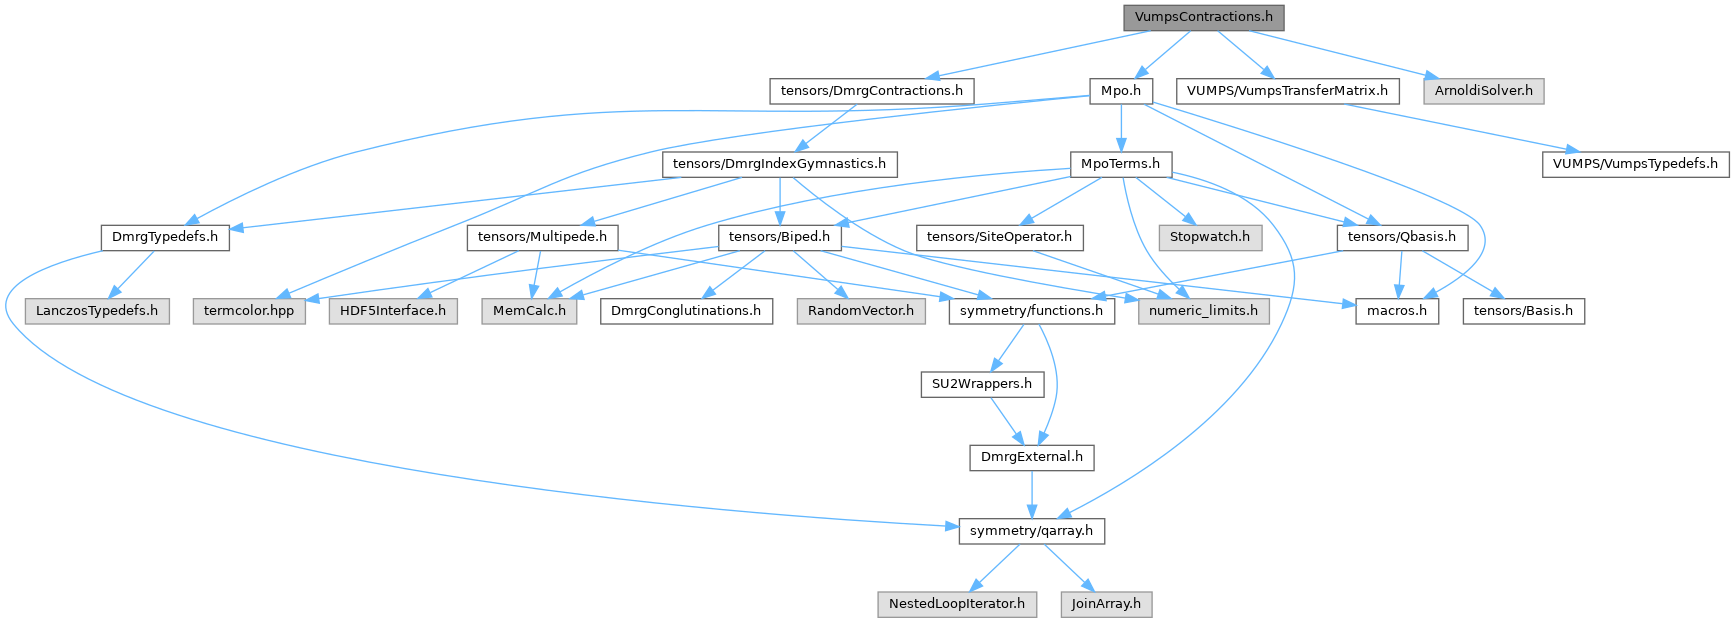 VumpsContractions.h
tensors/DmrgContractions.h
Mpo.h
VUMPS/VumpsTransferMatrix.h
ArnoldiSolver.h
tensors/DmrgIndexGymnastics.h
MpoTerms.h
VUMPS/VumpsTypedefs.h
DmrgTypedefs.h
tensors/Multipede.h
tensors/Biped.h
tensors/SiteOperator.h
Stopwatch.h
tensors/Qbasis.h
LanczosTypedefs.h
termcolor.hpp
HDF5Interface.h
MemCalc.h
DmrgConglutinations.h
RandomVector.h
symmetry/functions.h
numeric_limits.h
macros.h
tensors/Basis.h
SU2Wrappers.h
DmrgExternal.h
symmetry/qarray.h
NestedLoopIterator.h
JoinArray.h